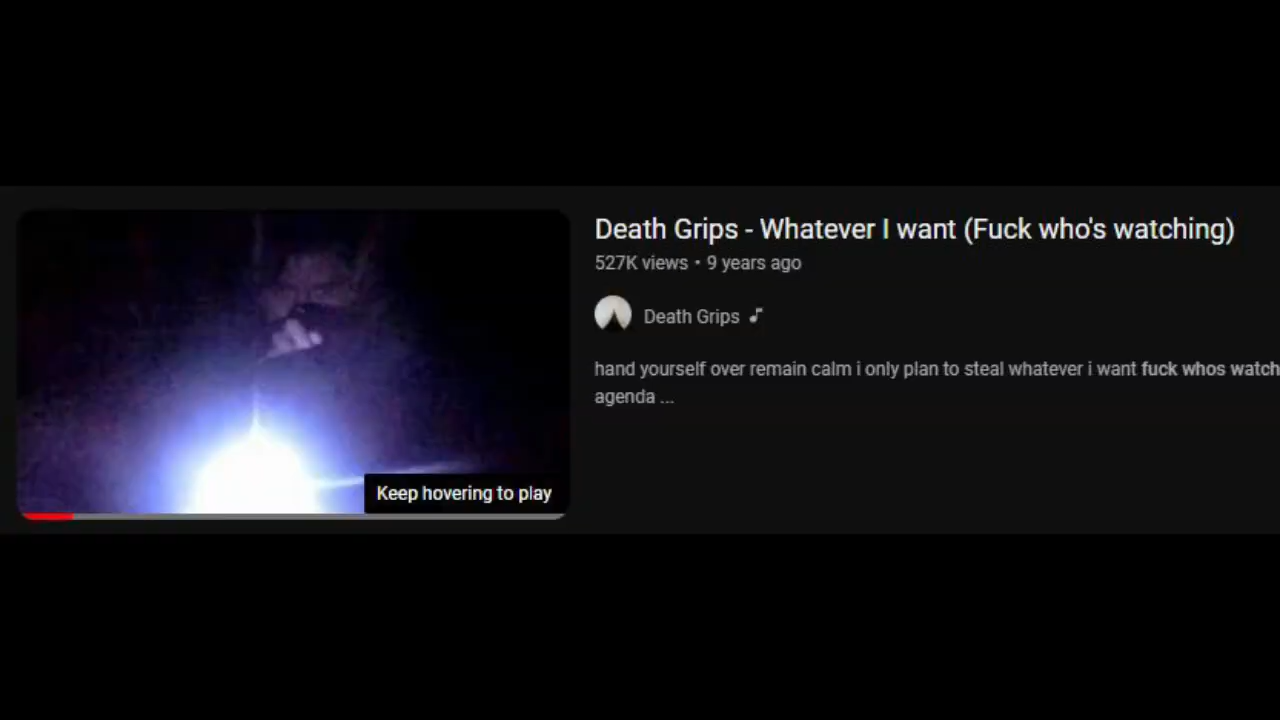 Death Grips - Whatever I want (Fuck who's watching)
527K views • 9 years ago
Death Grips
hand yourself over remain calm i only plan to steal whatever i want fuck whos watch
agenda ...
Keep hovering to play